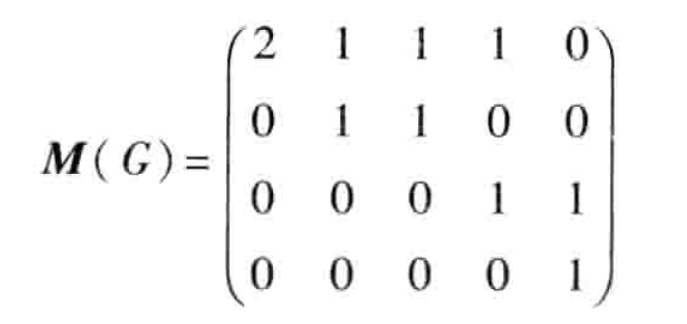 M(G)=
2 1 1 1 0
0 1 1 0 0
0 0 0 1 1
0 0 0 0 1